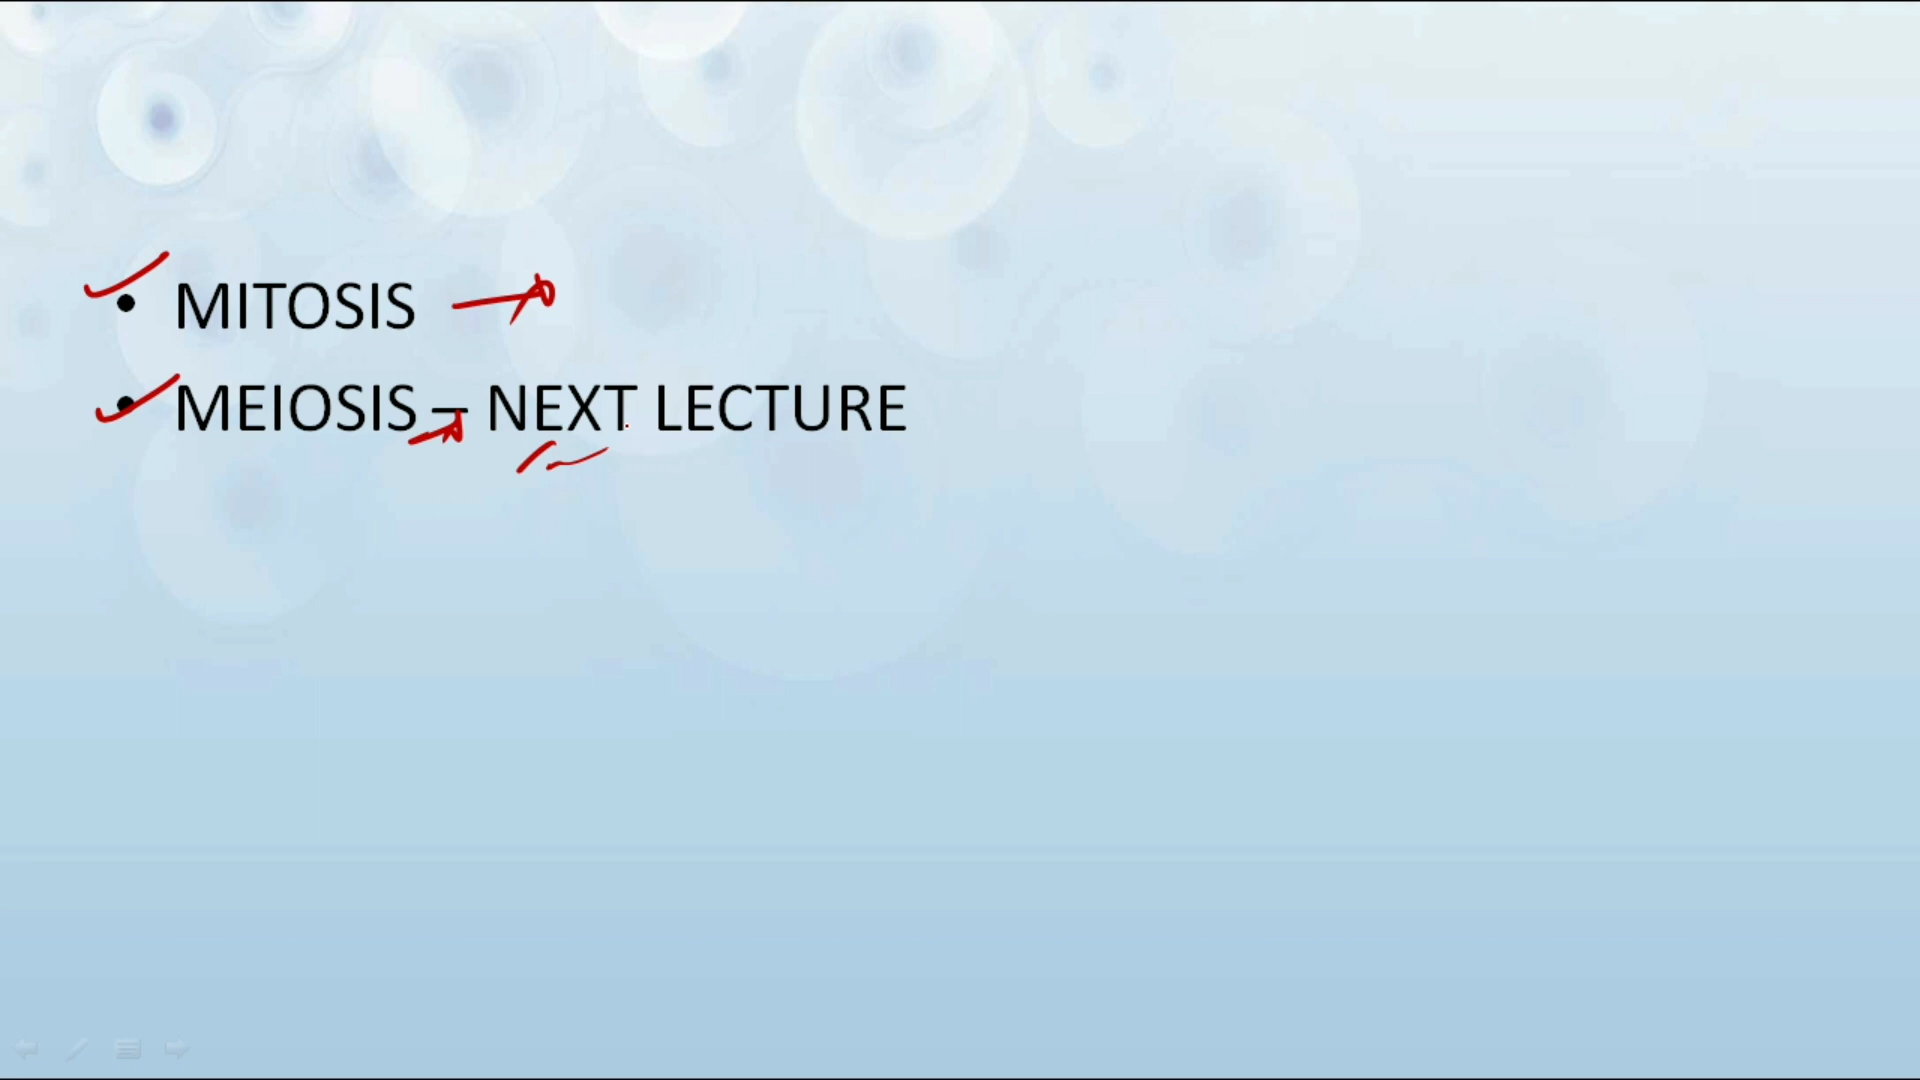 • MITOSIS
• MEIOSIS – NEXT LECTURE